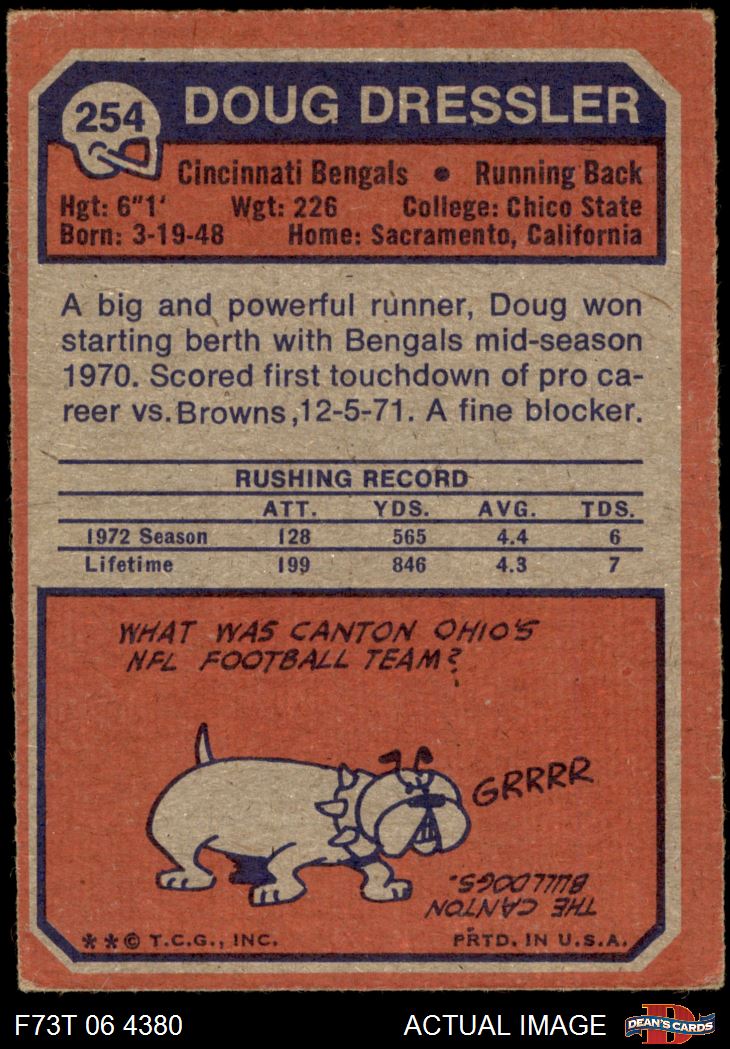 254
DOUG DRESSLER
Cincinnati Bengals • Running Back
Hgt: 6"1' Wgt: 226 College: Chico State
Born: 3-19-48 Home: Sacramento, California
A big and powerful runner, Doug won
starting berth with Bengals mid-season
1970. Scored first touchdown of pro ca-
reer vs. Browns, 12-5-71. A fine blocker.
RUSHING RECORD
ATT. YDS. AVG. TDS.
1972 Season 128 565 4.4 6
Lifetime 199 846 4.3 7
WHAT WAS CANTON OHIO'S
NFL FOOTBALL TEAM?
GRRRR
THE CANTON
BULLDOGS.
**© T.C.G., INC. PRTD. IN U.S.A.
F73T 06 4380 ACTUAL IMAGE
D
DEAN'S CARDS